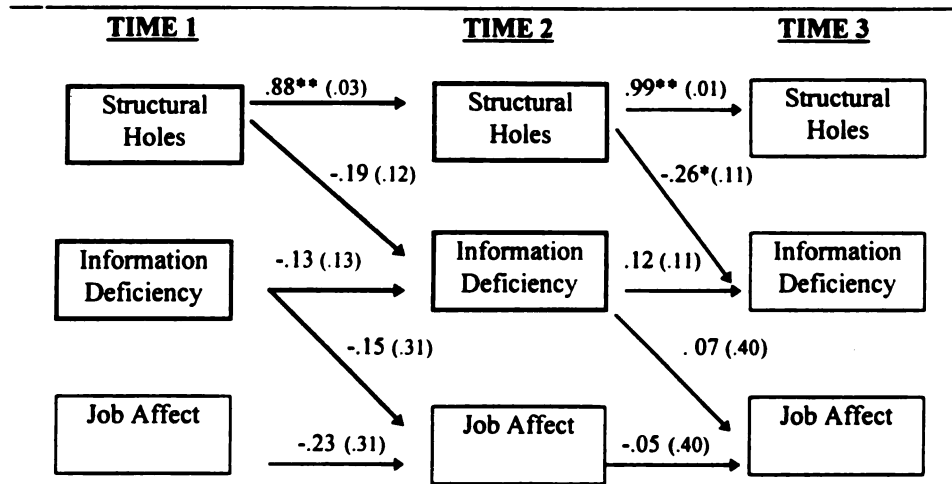 TIME 1 TIME 2 TIME 3
.88** (.03) .99** (.01)
Structural Structural Structural
Holes Holes Holes
-.19 (.12) -.26* (.11)
Information -.13 (.13) Information .12 (.11) Information
Deficiency Deficiency Deficiency
-.15 (.31) . 07 (.40)
Job Affect Job Affect Job Affect
-.23 (.31) -.05 (.40)